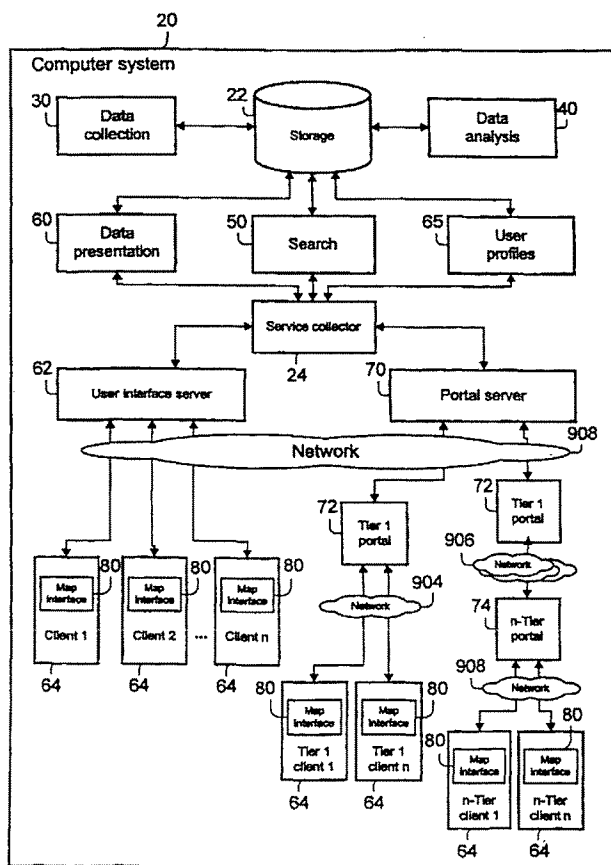 20
Computer system
30
22
40
Data
collection
Storage
Data
analysis
60
50
65
Data
presentation
Search
User
profiles
Service collector
24
62
70
User interface server
Portal server
908
Network
72
72
Tier 1
portal
Tier 1
portal
906
Network
904
Network
74
n-Tier
portal
80
80
80
Map
interface
Map
interface
Map
interface
Client 1
Client 2
...
Client n
64
64
64
908
Network
80
80
Map
interface
Map
interface
Tier 1
client 1
Tier 1
client n
64
64
80
80
Map
interface
Map
interface
n-Tier
client 1
n-Tier
client n
64
64